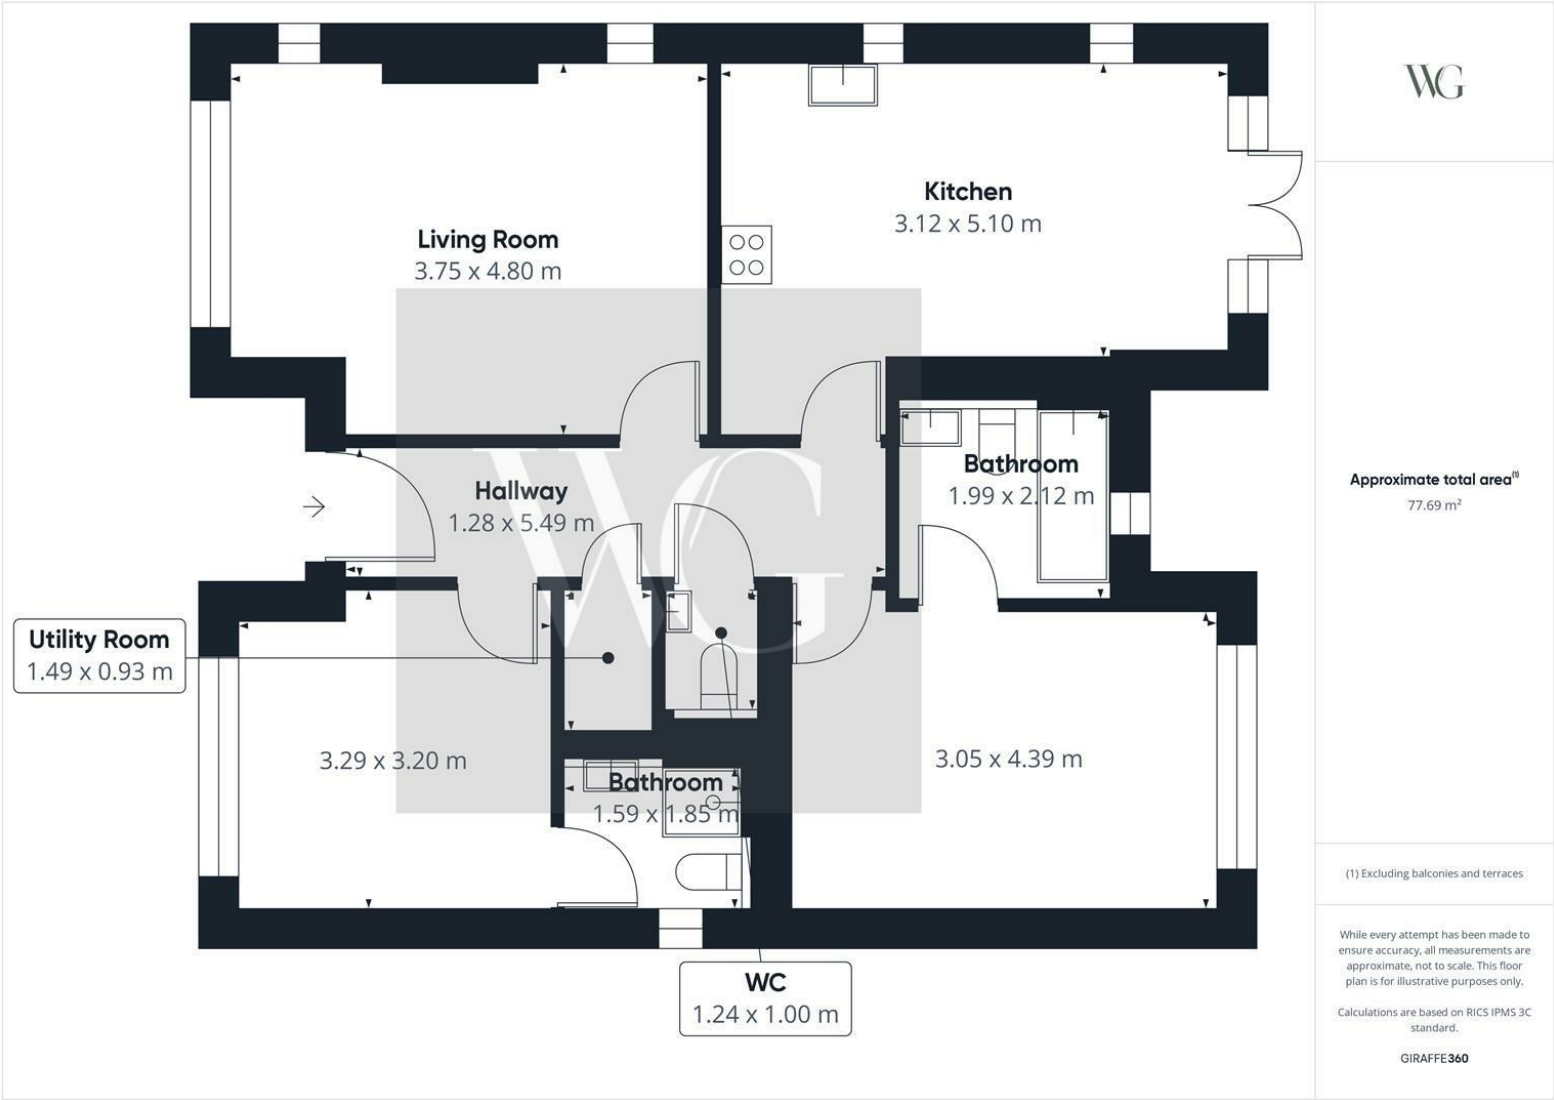 WG
Living Room
3.75 x 4.80 m
Kitchen
3.12 x 5.10 m
Hallway
1.28 x 5.49 m
Bathroom
1.99 x 2.12 m
WG
Utility Room
1.49 x 0.93 m
3.29 x 3.20 m
Bathroom
1.59 x 1.85 m
3.05 x 4.39 m
WC
1.24 x 1.00 m
Approximate total area(1)
77.69 m²
(1) Excluding balconies and terraces
While every attempt has been made to
ensure accuracy, all measurements are
approximate, not to scale. This floor
plan is for illustrative purposes only.
Calculations are based on RICS IPMS 3C
standard.
GIRAFFE360